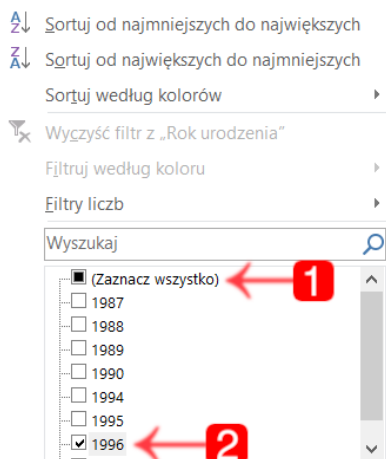 Sortuj od najmniejszych do największych
Sortuj od największych do najmniejszych
Sortuj według kolorów
Wyczyść filtr z „Rok urodzenia”
Filtruj według koloru
Filtry liczb
Wyszukaj
(Zaznacz wszystko) 1
1987
1988
1989
1990
1994
1995
1996 2